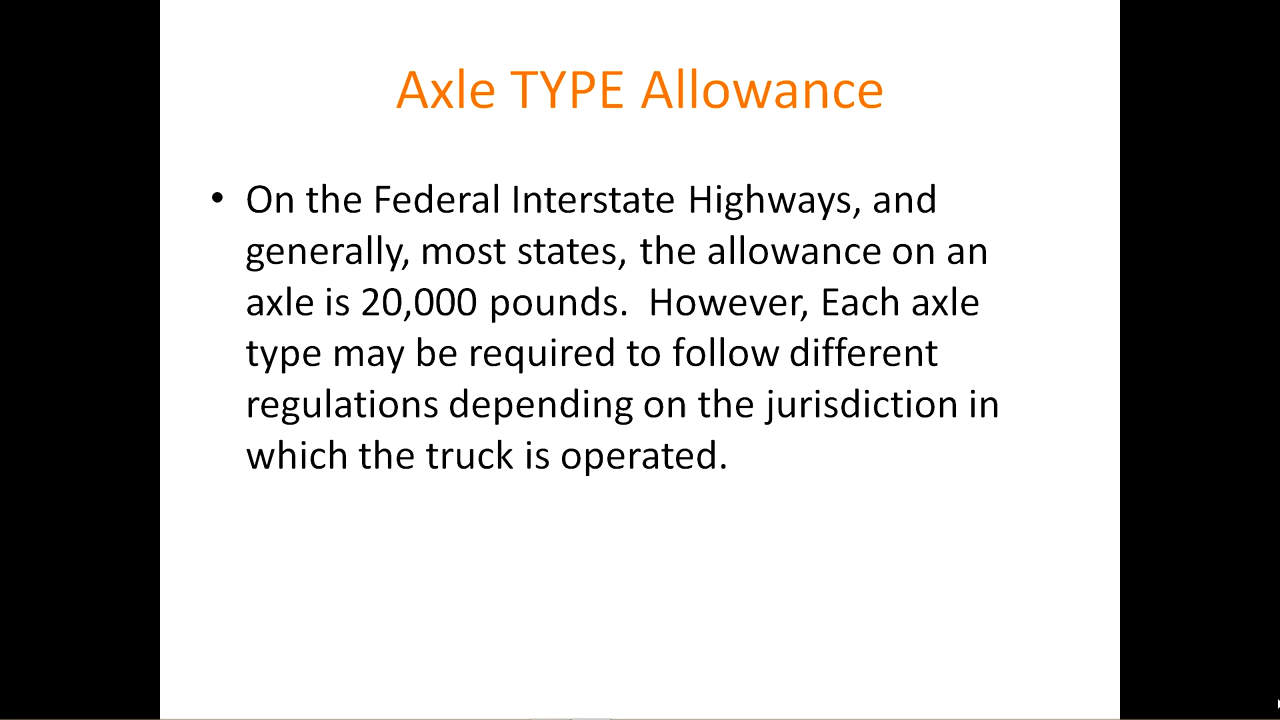 Axle TYPE Allowance
• On the Federal Interstate Highways, and
generally, most states, the allowance on an
axle is 20,000 pounds.  However, Each axle
type may be required to follow different
regulations depending on the jurisdiction in
which the truck is operated.